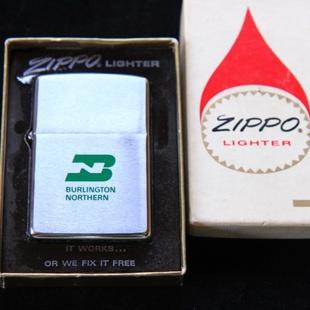 ZIPPO LIGHTER
BURLINGTON
NORTHERN
IT WORKS...
OR WE FIX IT FREE
ZIPPO
LIGHTER